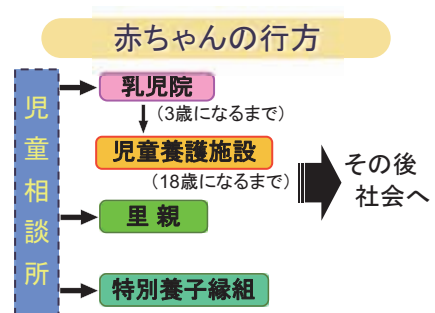 赤ちゃんの行方
児童相談所
乳児院
(3歳になるまで)
児童養護施設
(18歳になるまで)
里親
特別養子縁組
その後
社会へ